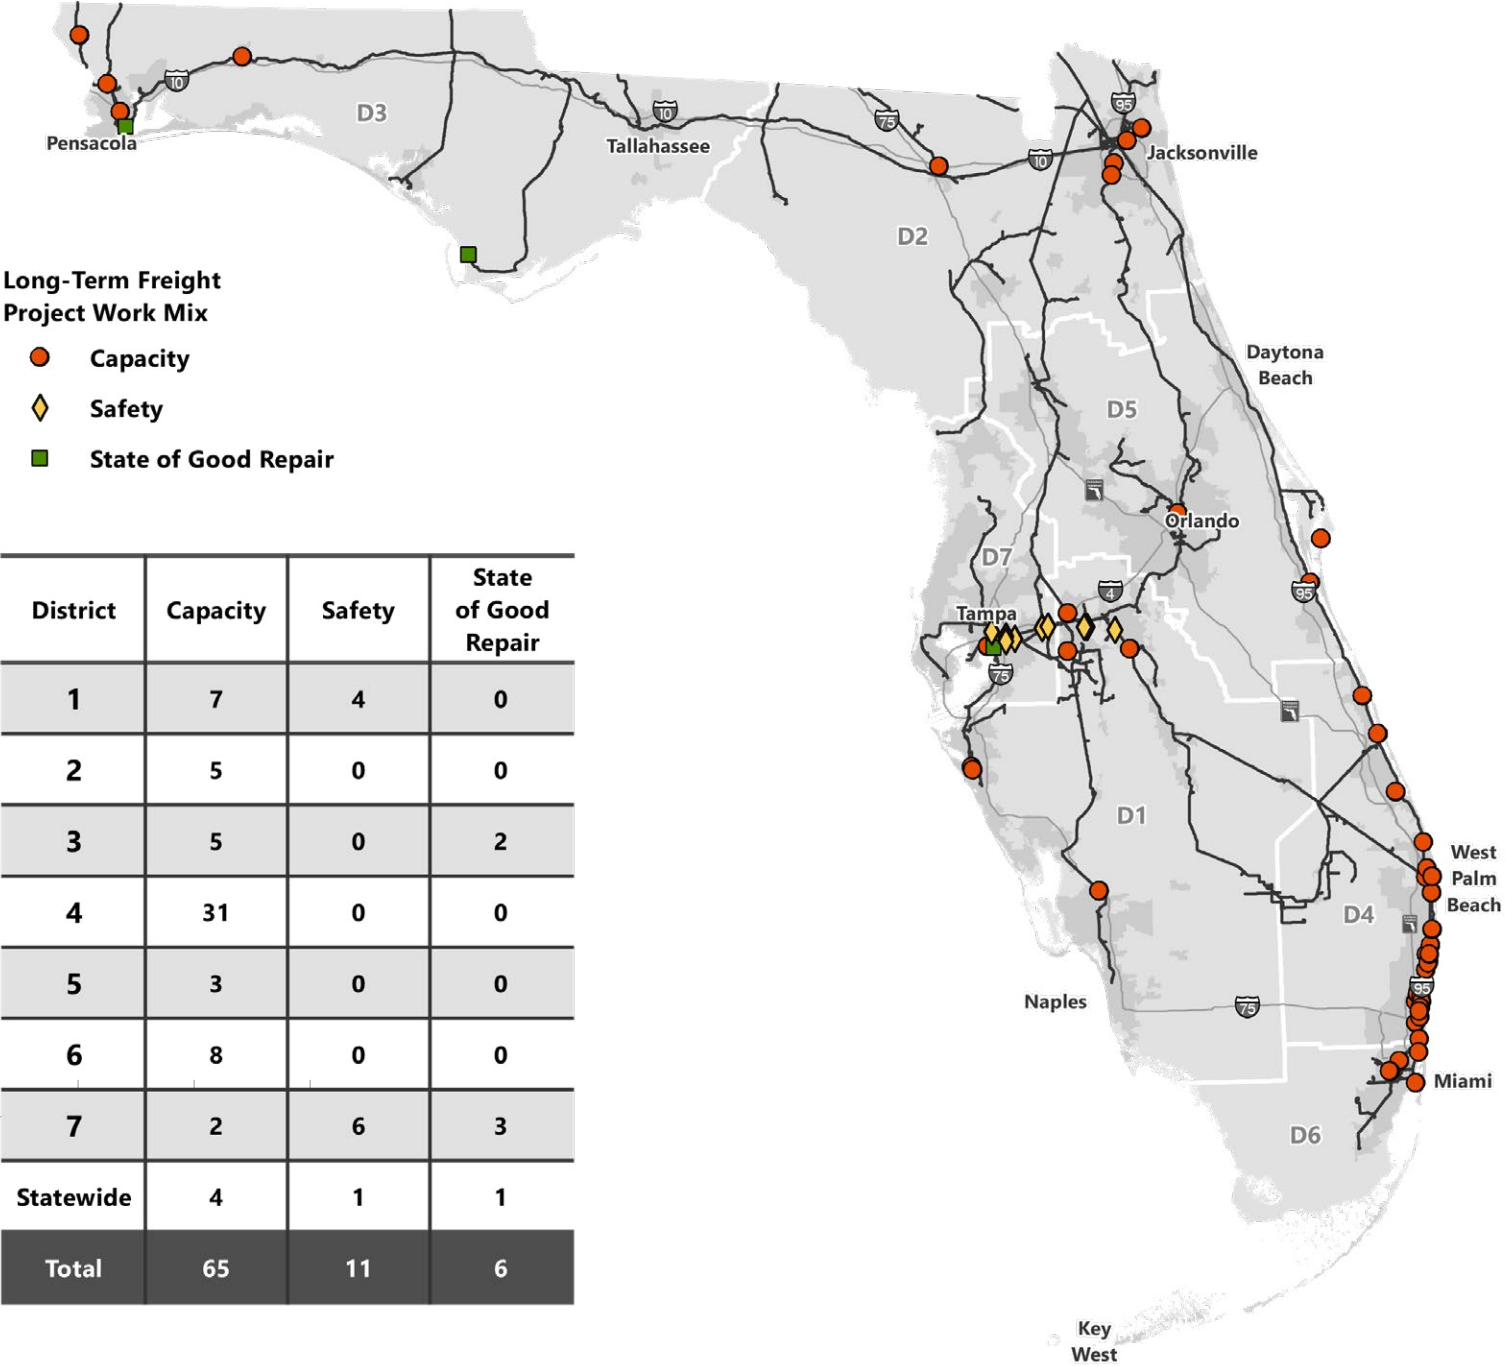 10
D3
Pensacola
10
Tallahassee
75
10
95
Jacksonville
D2
Long-Term Freight
Project Work Mix
Capacity
Safety
State of Good Repair
Daytona
Beach
D5
Orlando
D7
4
95
Tampa
75
D1
West
Palm
Beach
D4
95
Naples
75
Miami
D6
Key
West
District Capacity Safety State of Good Repair
1 7 4 0
2 5 0 0
3 5 0 2
4 31 0 0
5 3 0 0
6 8 0 0
7 2 6 3
Statewide 4 1 1
Total 65 11 6